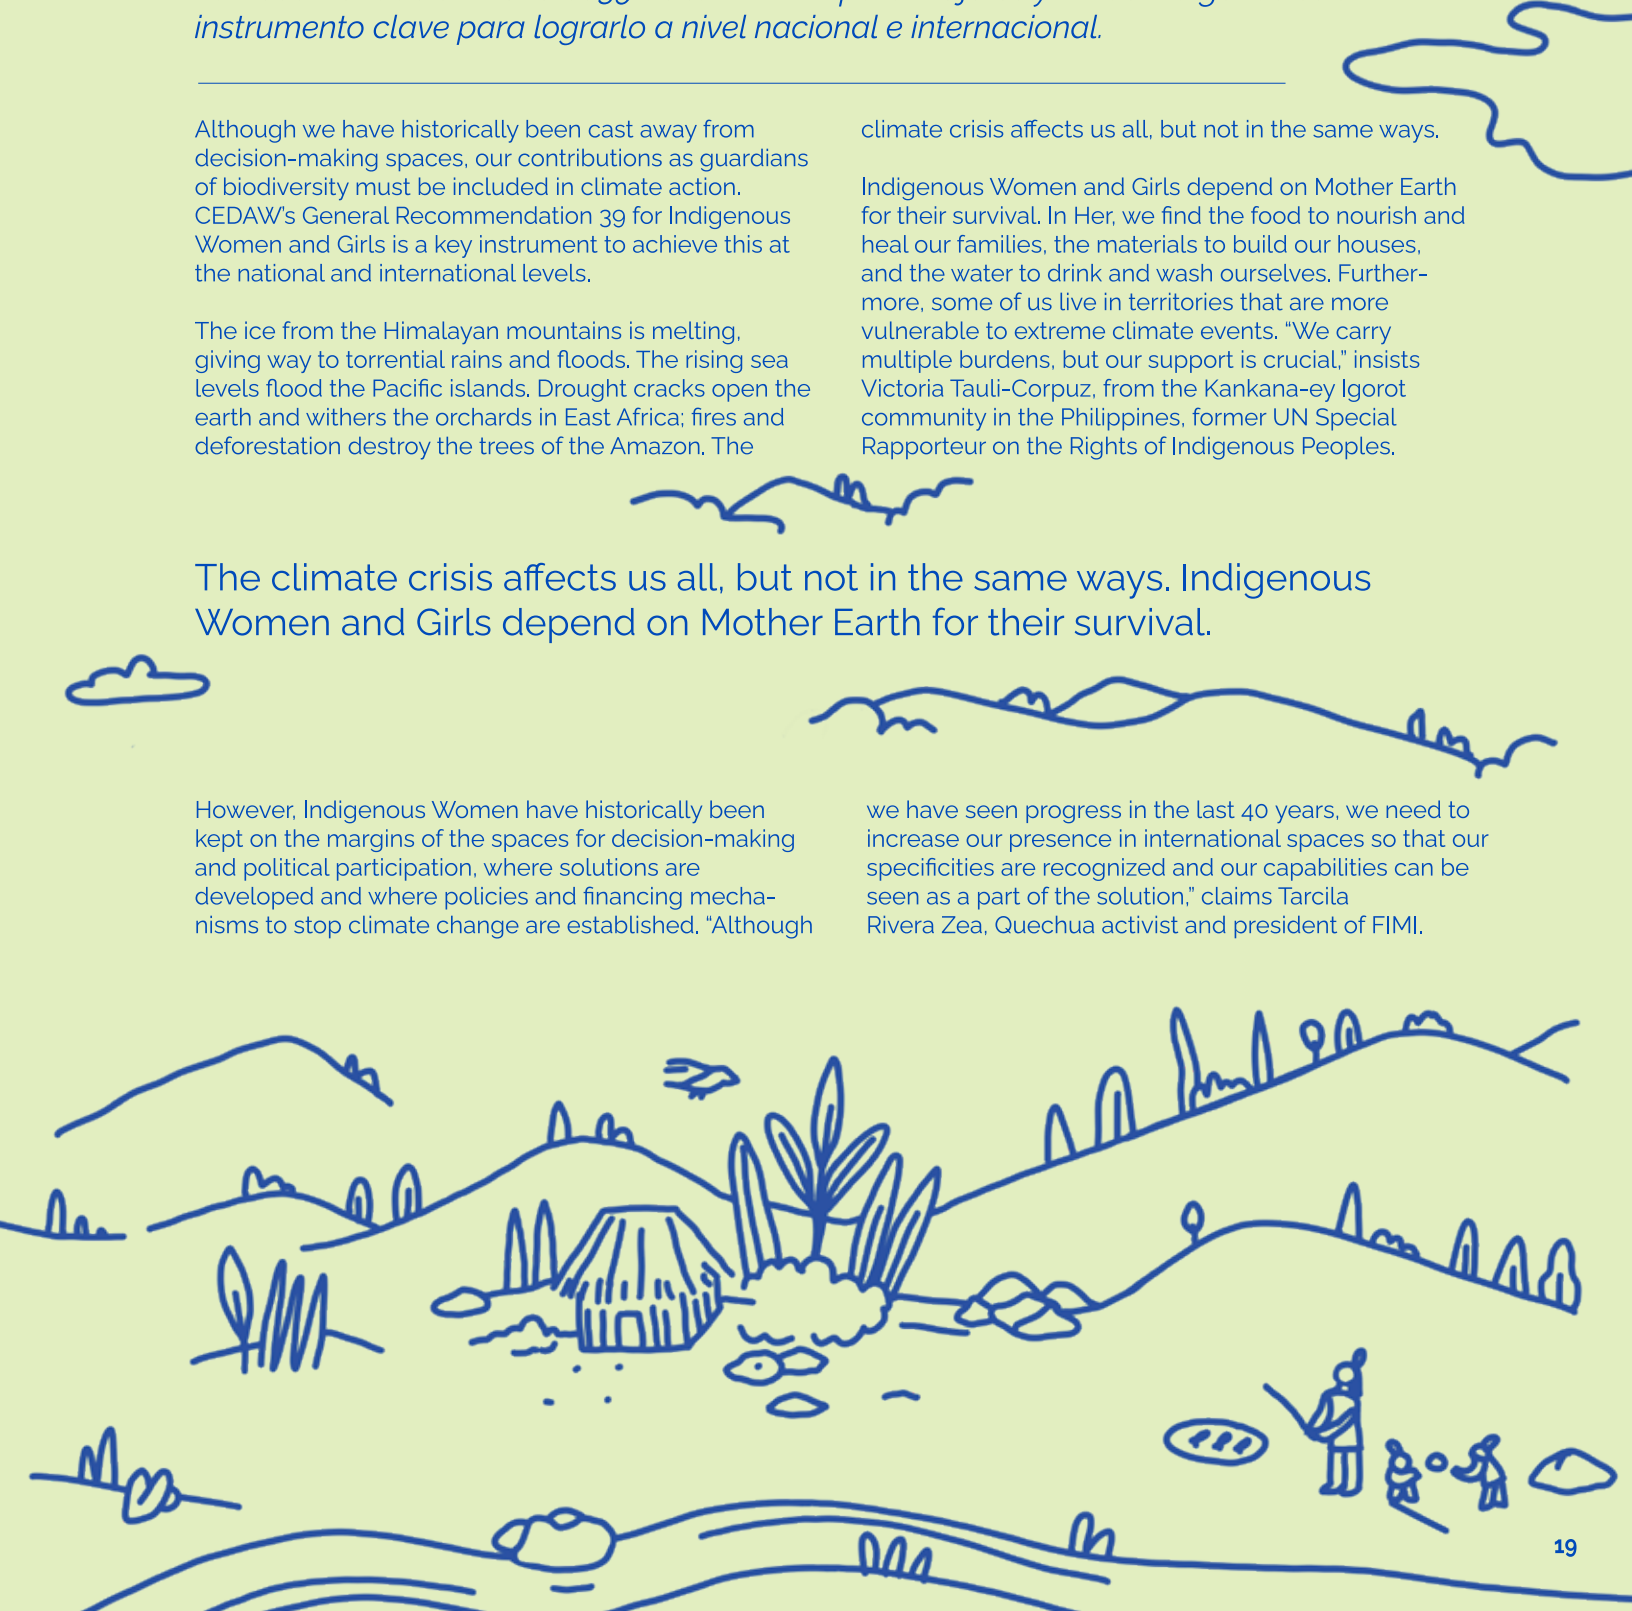 instrumento clave para lograrlo a nivel nacional e internacional.
Although we have historically been cast away from
decision-making spaces, our contributions as guardians
of biodiversity must be included in climate action.
CEDAW's General Recommendation 39 for Indigenous
Women and Girls is a key instrument to achieve this at
the national and international levels.
The ice from the Himalayan mountains is melting,
giving way to torrential rains and floods. The rising sea
levels flood the Pacific islands. Drought cracks open the
earth and withers the orchards in East Africa; fires and
deforestation destroy the trees of the Amazon. The
climate crisis affects us all, but not in the same ways.
Indigenous Women and Girls depend on Mother Earth
for their survival. In Her, we find the food to nourish and
heal our families, the materials to build our houses,
and the water to drink and wash ourselves. Further-
more, some of us live in territories that are more
vulnerable to extreme climate events. “We carry
multiple burdens, but our support is crucial,” insists
Victoria Tauli-Corpuz, from the Kankana-ey Igorot
community in the Philippines, former UN Special
Rapporteur on the Rights of Indigenous Peoples.
The climate crisis affects us all, but not in the same ways. Indigenous
Women and Girls depend on Mother Earth for their survival.
However, Indigenous Women have historically been
kept on the margins of the spaces for decision-making
and political participation, where solutions are
developed and where policies and financing mecha-
nisms to stop climate change are established. “Although
we have seen progress in the last 40 years, we need to
increase our presence in international spaces so that our
specificities are recognized and our capabilities can be
seen as a part of the solution,” claims Tarcila
Rivera Zea, Quechua activist and president of FIMI.
19